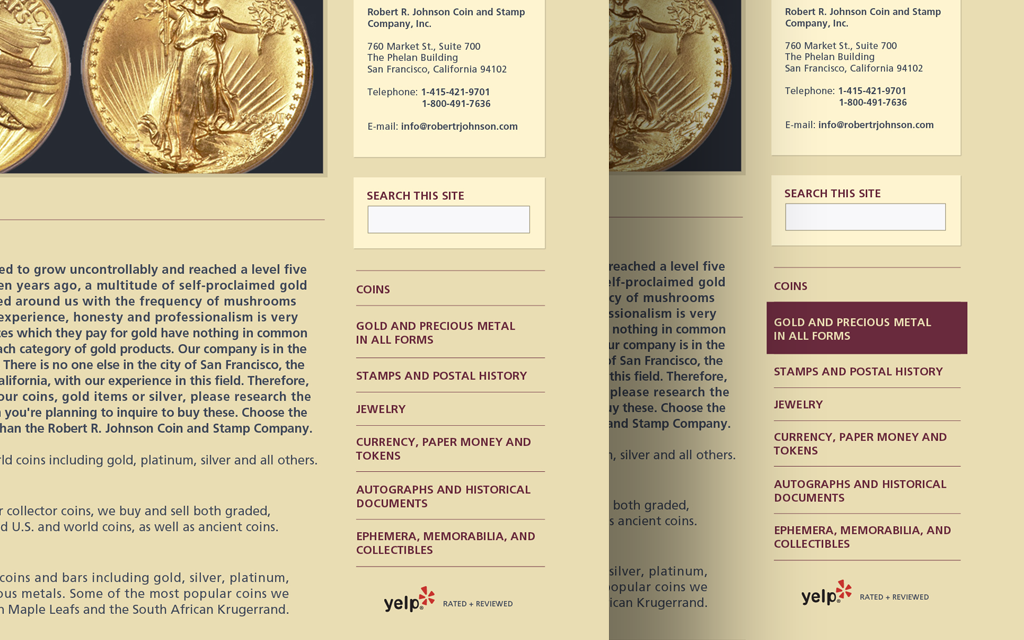 Robert R. Johnson Coin and Stamp
Company, Inc.
760 Market St., Suite 700
The Phelan Building
San Francisco, California 94102
Telephone: 1-415-421-9701
1-800-491-7636
E-mail: info@robertrjohnson.com
SEARCH THIS SITE
COINS
GOLD AND PRECIOUS METAL
IN ALL FORMS
STAMPS AND POSTAL HISTORY
JEWELRY
CURRENCY, PAPER MONEY AND
TOKENS
AUTOGRAPHS AND HISTORICAL
DOCUMENTS
EPHEMERA, MEMORABILIA, AND
COLLECTIBLES
yelp RATED + REVIEWED
to grow uncontrollably and reached a level five
years ago, a multitude of self-proclaimed gold
around us with the frequency of mushrooms
experience, honesty and professionalism is very
which they pay for gold have nothing in common
category of gold products. Our company is in the
There is no one else in the city of San Francisco, the
with our experience in this field. Therefore,
our coins, gold items or silver, please research the
you're planning to inquire to buy these. Choose the
than the Robert R. Johnson Coin and Stamp Company.
coins including gold, platinum, silver and all others.
collector coins, we buy and sell both graded,
U.S. and world coins, as well as ancient coins.
coins and bars including gold, silver, platinum,
metals. Some of the most popular coins we
Maple Leafs and the South African Krugerrand.
Robert R. Johnson Coin and Stamp
Company, Inc.
760 Market St., Suite 700
The Phelan Building
San Francisco, California 94102
Telephone: 1-415-421-9701
1-800-491-7636
E-mail: info@robertrjohnson.com
SEARCH THIS SITE
COINS
GOLD AND PRECIOUS METAL
IN ALL FORMS
STAMPS AND POSTAL HISTORY
JEWELRY
CURRENCY, PAPER MONEY AND
TOKENS
AUTOGRAPHS AND HISTORICAL
DOCUMENTS
EPHEMERA, MEMORABILIA, AND
COLLECTIBLES
yelp RATED + REVIEWED
reached a level five
self-proclaimed gold
of mushrooms
is very
nothing in common
company is in the
of San Francisco, the
this field. Therefore,
please research the
buy these. Choose the
and Stamp Company.
silver and all others.
both graded,
ancient coins.
silver, platinum,
popular coins we
Krugerrand.